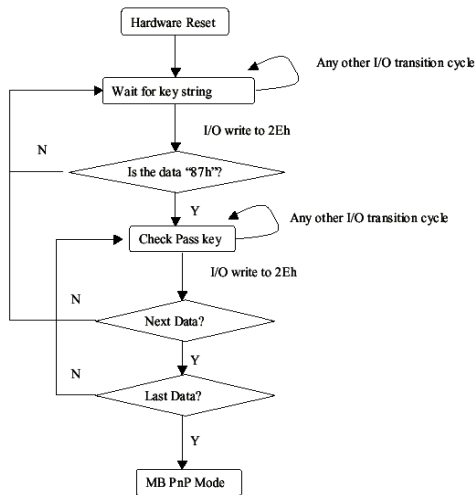 Hardware Reset
Any other I/O transition cycle
Wait for key string
I/O write to 2Eh
N
Is the data “87h”?
Y
Any other I/O transition cycle
Check Pass key
I/O write to 2Eh
N
Next Data?
Y
N
Last Data?
Y
MB PnP Mode